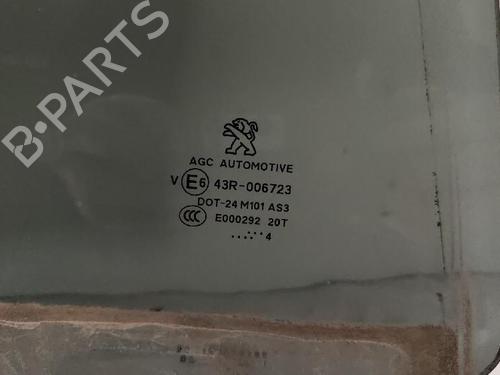 B·PARTS
AGC AUTOMOTIVE
V E6 43R-006723
DOT-24 M101 AS3
CCC E000292 20T
.....¨4